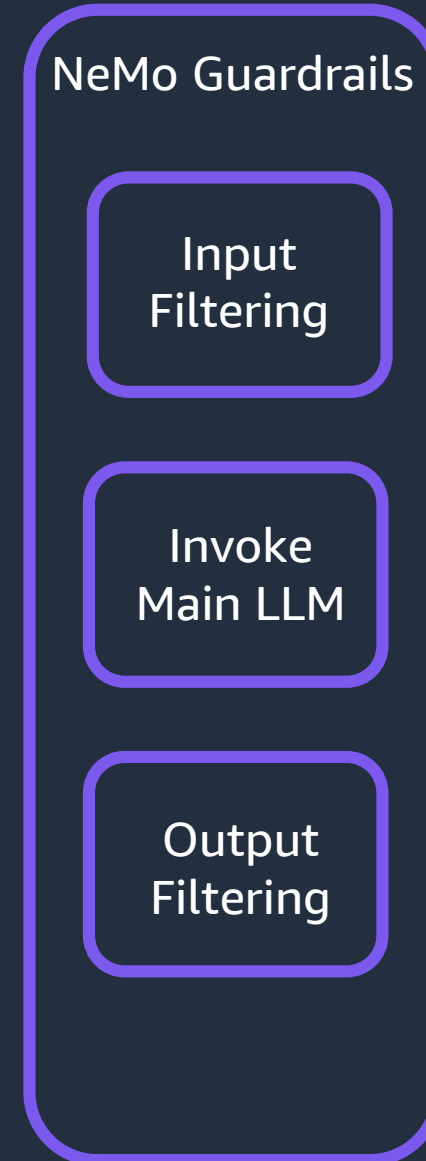 NeMo Guardrails
Input
Filtering
Invoke
Main LLM
Output
Filtering